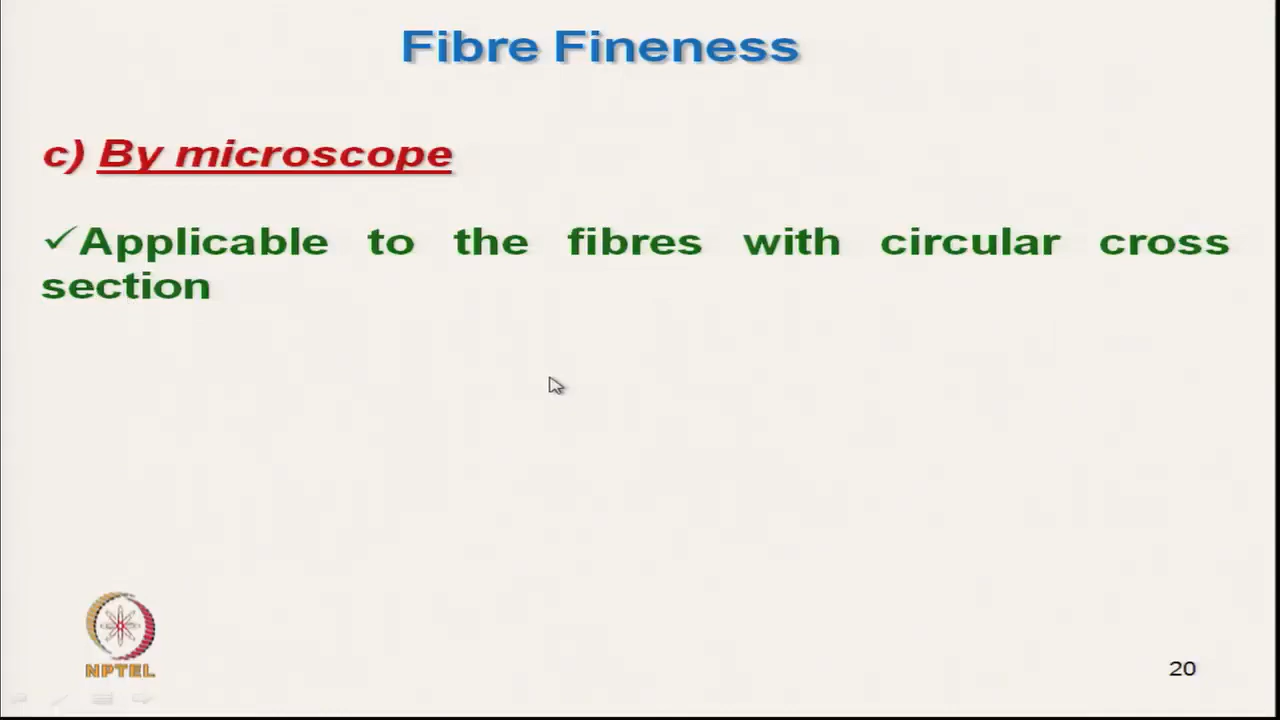 Fibre Fineness
c) By microscope
✓Applicable to the fibres with circular cross
section
NPTEL
20